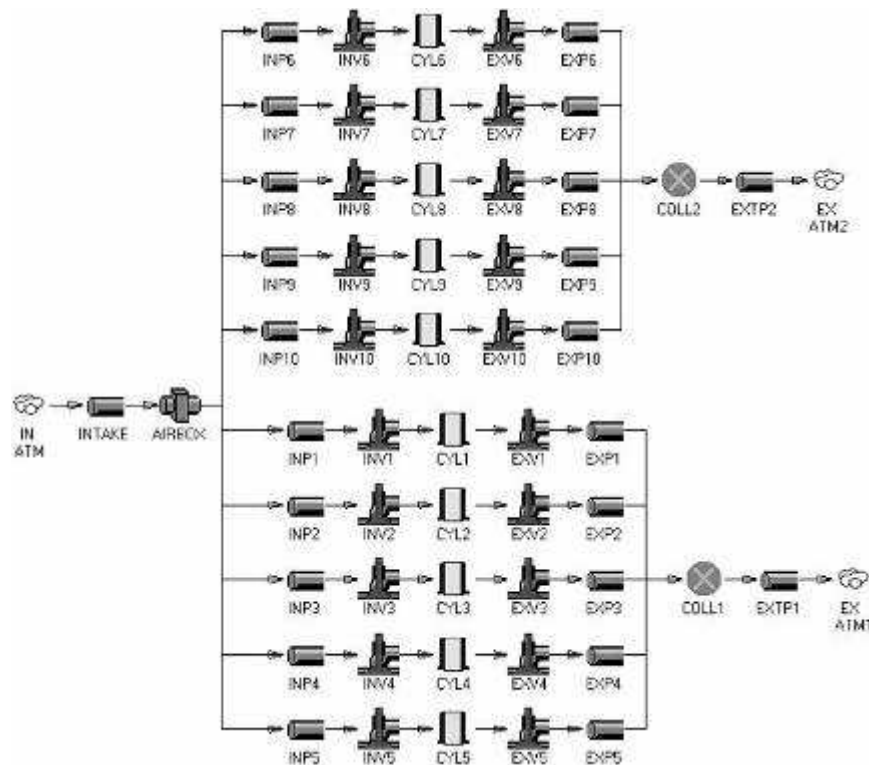 INP6 INV6 CYL6 EXV6 EXP6
INP7 INV7 CYL7 EXV7 EXP7
INP8 INV8 CYL8 EXV8 EXP8 COLL2 EXTP2 EX
ATM2
INP9 INV9 CYL9 EXV9 EXP9
INP10 INV10 CYL10 EXV10 EXP10
IN INTAKE AIRBOX
ATM
INP1 INV1 CYL1 EXV1 EXP1
INP2 INV2 CYL2 EXV2 EXP2
INP3 INV3 CYL3 EXV3 EXP3 COLL1 EXTP1 EX
ATM1
INP4 INV4 CYL4 EXV4 EXP4
INP5 INV5 CYL5 EXV5 EXP5